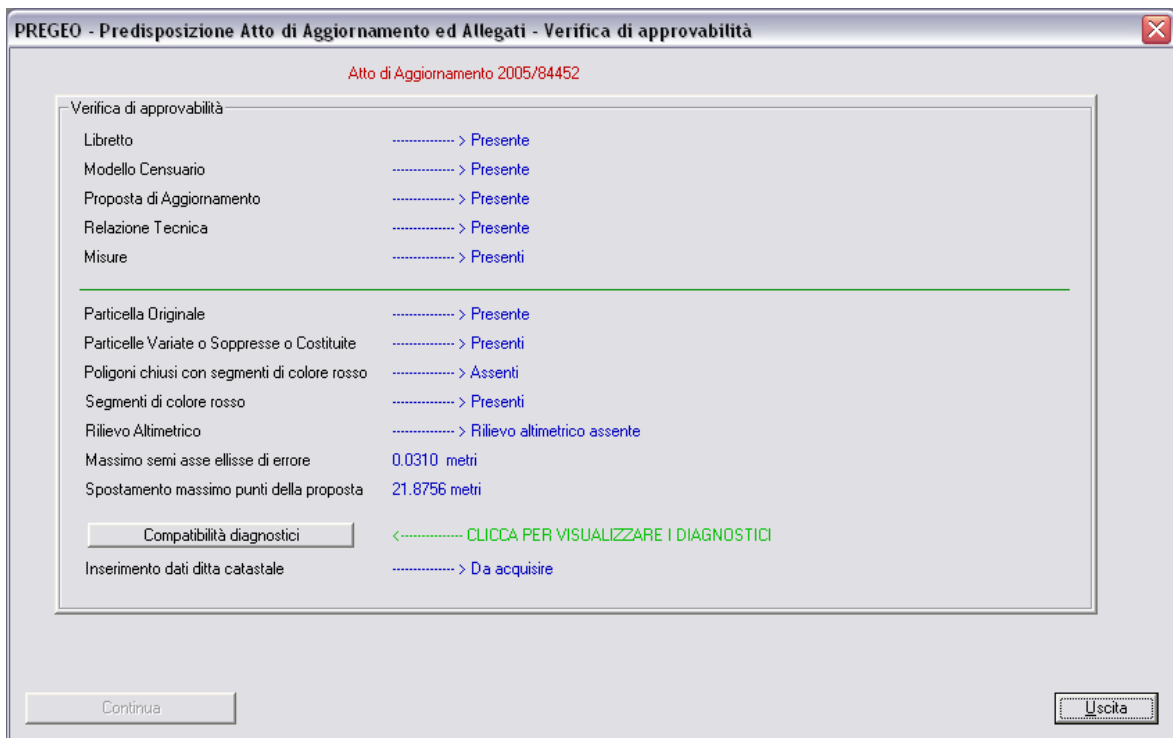 PREGEO - Predisposizione Atto di Aggiornamento ed Allegati - Verifica di approvabilità
Atto di Aggiornamento 2005/84452
Verifica di approvabilità
Libretto -------------- > Presente
Modello Censuario -------------- > Presente
Proposta di Aggiornamento -------------- > Presente
Relazione Tecnica -------------- > Presente
Misure -------------- > Presenti
Particella Originale -------------- > Presente
Particelle Variate o Soppresse o Costituite -------------- > Presenti
Poligoni chiusi con segmenti di colore rosso -------------- > Assenti
Segmenti di colore rosso -------------- > Presenti
Rilievo Altimetrico -------------- > Rilievo altimetrico assente
Massimo semi asse ellisse di errore 0.0310 metri
Spostamento massimo punti della proposta 21.8756 metri
Compatibilità diagnostici <-------------- CLICCA PER VISUALIZZARE I DIAGNOSTICI
Inserimento dati ditta catastale -------------- > Da acquisire
Continua Uscita